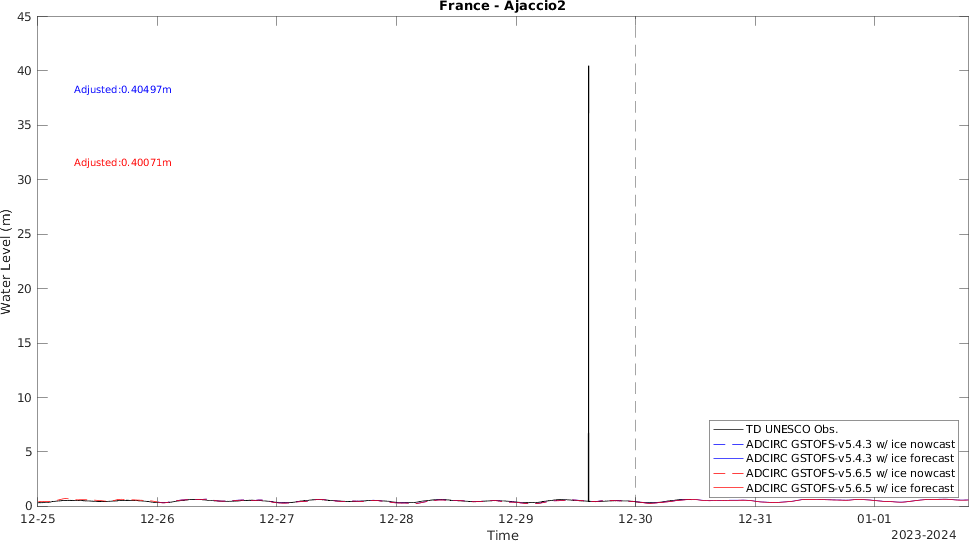 France - Ajaccio2
45
40
35
30
25
20
15
10
5
0
Water Level (m)
Adjusted:0.40497m
Adjusted:0.40071m
TD UNESCO Obs.
ADCIRC GSTOFS-v5.4.3 w/ ice nowcast
ADCIRC GSTOFS-v5.4.3 w/ ice forecast
ADCIRC GSTOFS-v5.6.5 w/ ice nowcast
ADCIRC GSTOFS-v5.6.5 w/ ice forecast
12-25 12-26 12-27 12-28 12-29 12-30 12-31 01-01
Time
2023-2024